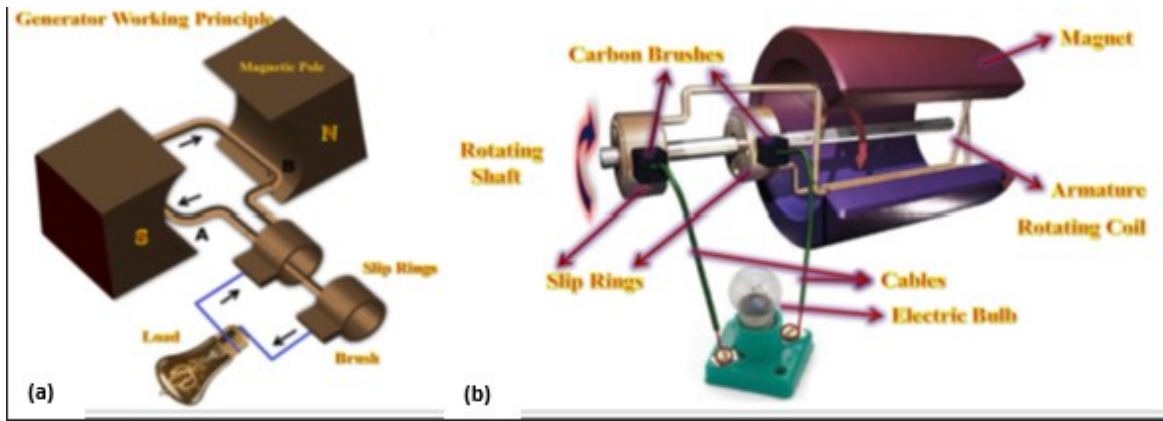 Generator Working Principle
Magnetic Pole
N
B
S
A
Slip Rings
Load
Brush
(a)
Carbon Brushes
Magnet
Rotating
Shaft
Armature
Rotating Coil
Slip Rings
Cables
Electric Bulb
(b)